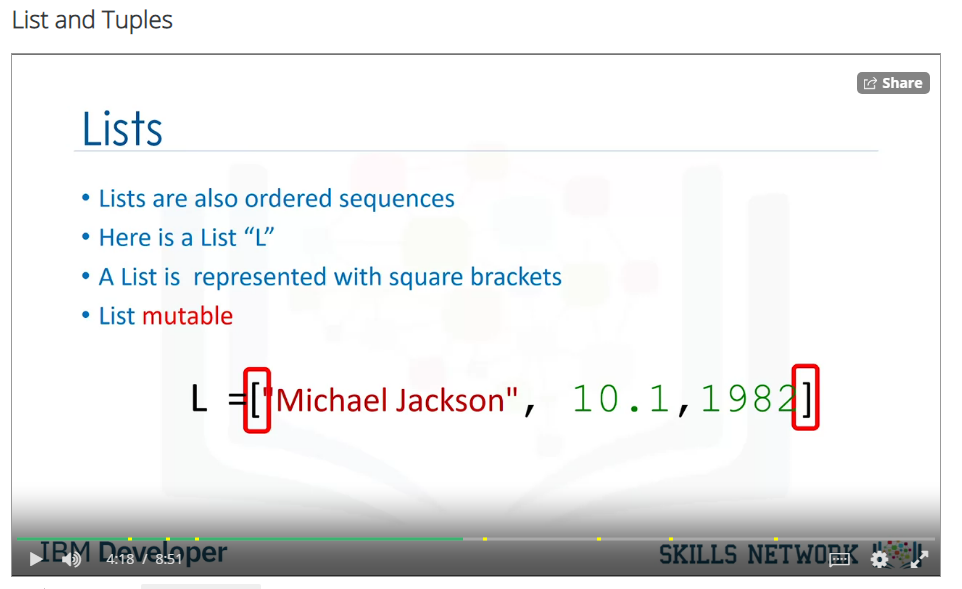 List and Tuples
Share
Lists
• Lists are also ordered sequences
• Here is a List “L”
• A List is  represented with square brackets
• List mutable
L =["Michael Jackson", 10.1,1982]
IBM Developer
4:18 / 8:51
SKILLS NETWORK